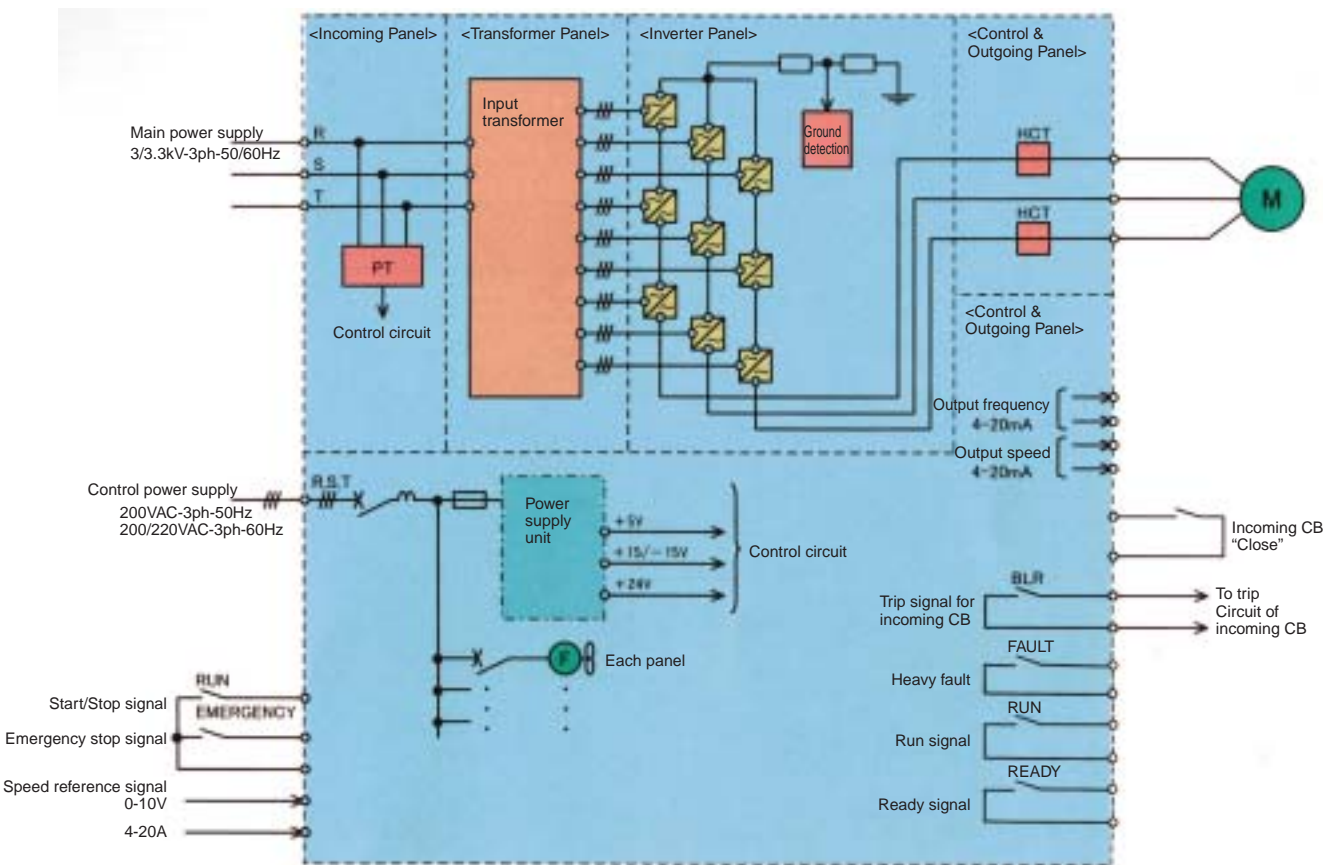 <Incoming Panel>
<Transformer Panel>
<Inverter Panel>
<Control &
Outgoing Panel>
Input
transformer
Main power supply
3/3.3kV-3ph-50/60Hz
R
S
T
PT
Control circuit
Ground
detection
HCT
HCT
M
<Control &
Outgoing Panel>
Output frequency
4-20mA
Output speed
4-20mA
Control power supply
200VAC-3ph-50Hz
200/220VAC-3ph-60Hz
R.S.T
Power
supply
unit
+5V
+15/-15V
+24V
Control circuit
Incoming CB
“Close”
BLR
Trip signal for
incoming CB
To trip
Circuit of
incoming CB
F
Each panel
FAULT
Heavy fault
RUN
Run signal
READY
Ready signal
RUN
Start/Stop signal
EMERGENCY
Emergency stop signal
Speed reference signal
0-10V
4-20A